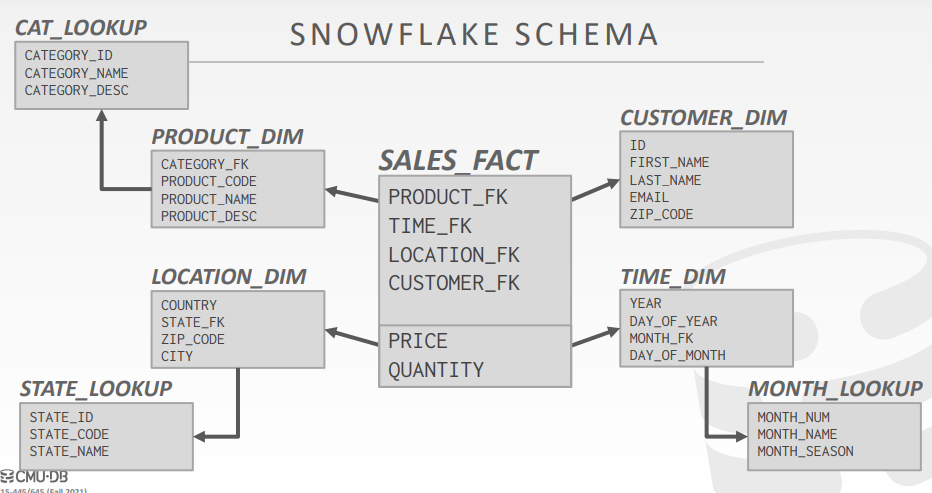 SNOWFLAKE SCHEMA
CAT_LOOKUP
CATEGORY_ID
CATEGORY_NAME
CATEGORY_DESC
PRODUCT_DIM
CATEGORY_FK
PRODUCT_CODE
PRODUCT_NAME
PRODUCT_DESC
SALES_FACT
PRODUCT_FK
TIME_FK
LOCATION_FK
CUSTOMER_FK
PRICE
QUANTITY
CUSTOMER_DIM
ID
FIRST_NAME
LAST_NAME
EMAIL
ZIP_CODE
LOCATION_DIM
COUNTRY
STATE_FK
ZIP_CODE
CITY
TIME_DIM
YEAR
DAY_OF_YEAR
MONTH_FK
DAY_OF_MONTH
STATE_LOOKUP
STATE_ID
STATE_CODE
STATE_NAME
MONTH_LOOKUP
MONTH_NUM
MONTH_NAME
MONTH_SEASON
CMU·DB
15-445/645 (Fall 2021)